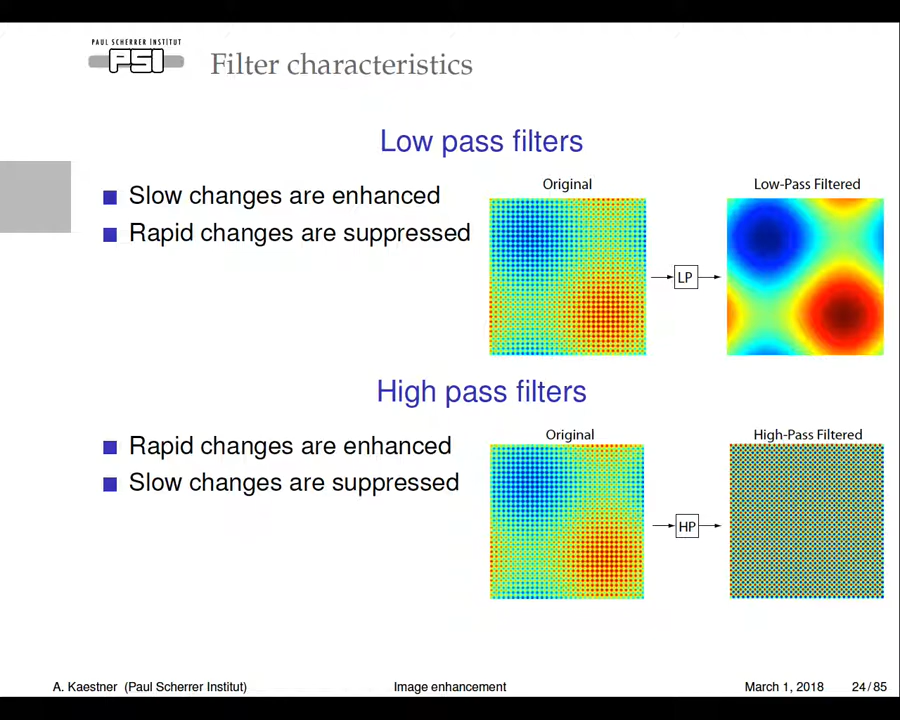 PAUL SCHERRER INSTITUT
PSI
Filter characteristics
Low pass filters
Slow changes are enhanced
Rapid changes are suppressed
Original
LP
Low-Pass Filtered
High pass filters
Rapid changes are enhanced
Slow changes are suppressed
Original
HP
High-Pass Filtered
A. Kaestner (Paul Scherrer Institut) Image enhancement March 1, 2018 24/85